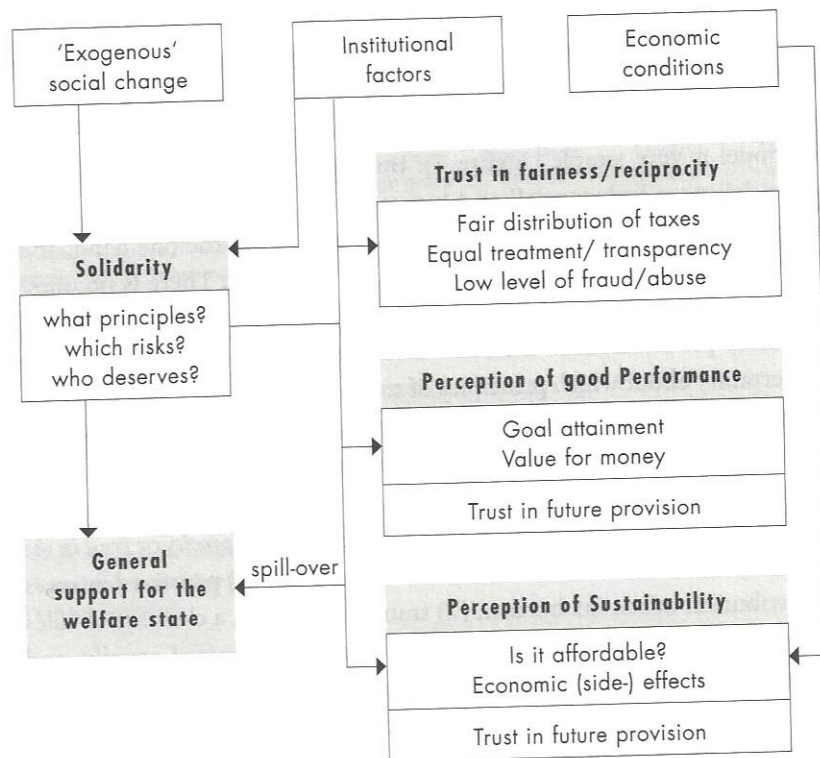 ‘Exogenous‘
social change
Institutional
factors
Economic
conditions
Trust in fairness/reciprocity
Fair distribution of taxes
Equal treatment/ transparency
Low level of fraud/abuse
Solidarity
what principles?
which risks?
who deserves?
Perception of good Performance
Goal attainment
Value for money
Trust in future provision
General
support for the
welfare state
spill-over
Perception of Sustainability
Is it affordable?
Economic (side-) effects
Trust in future provision